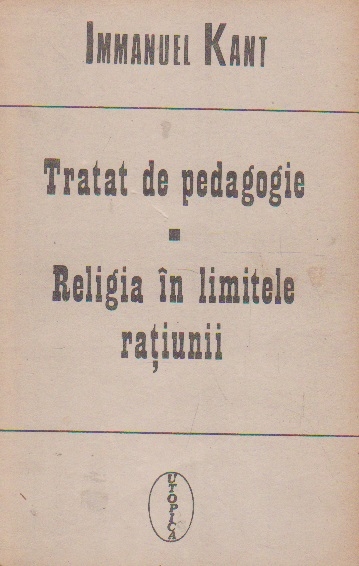 IMMANUEL KANT
Tratat de pedagogie
Religia în limitele
rațiunii
UTOPICA